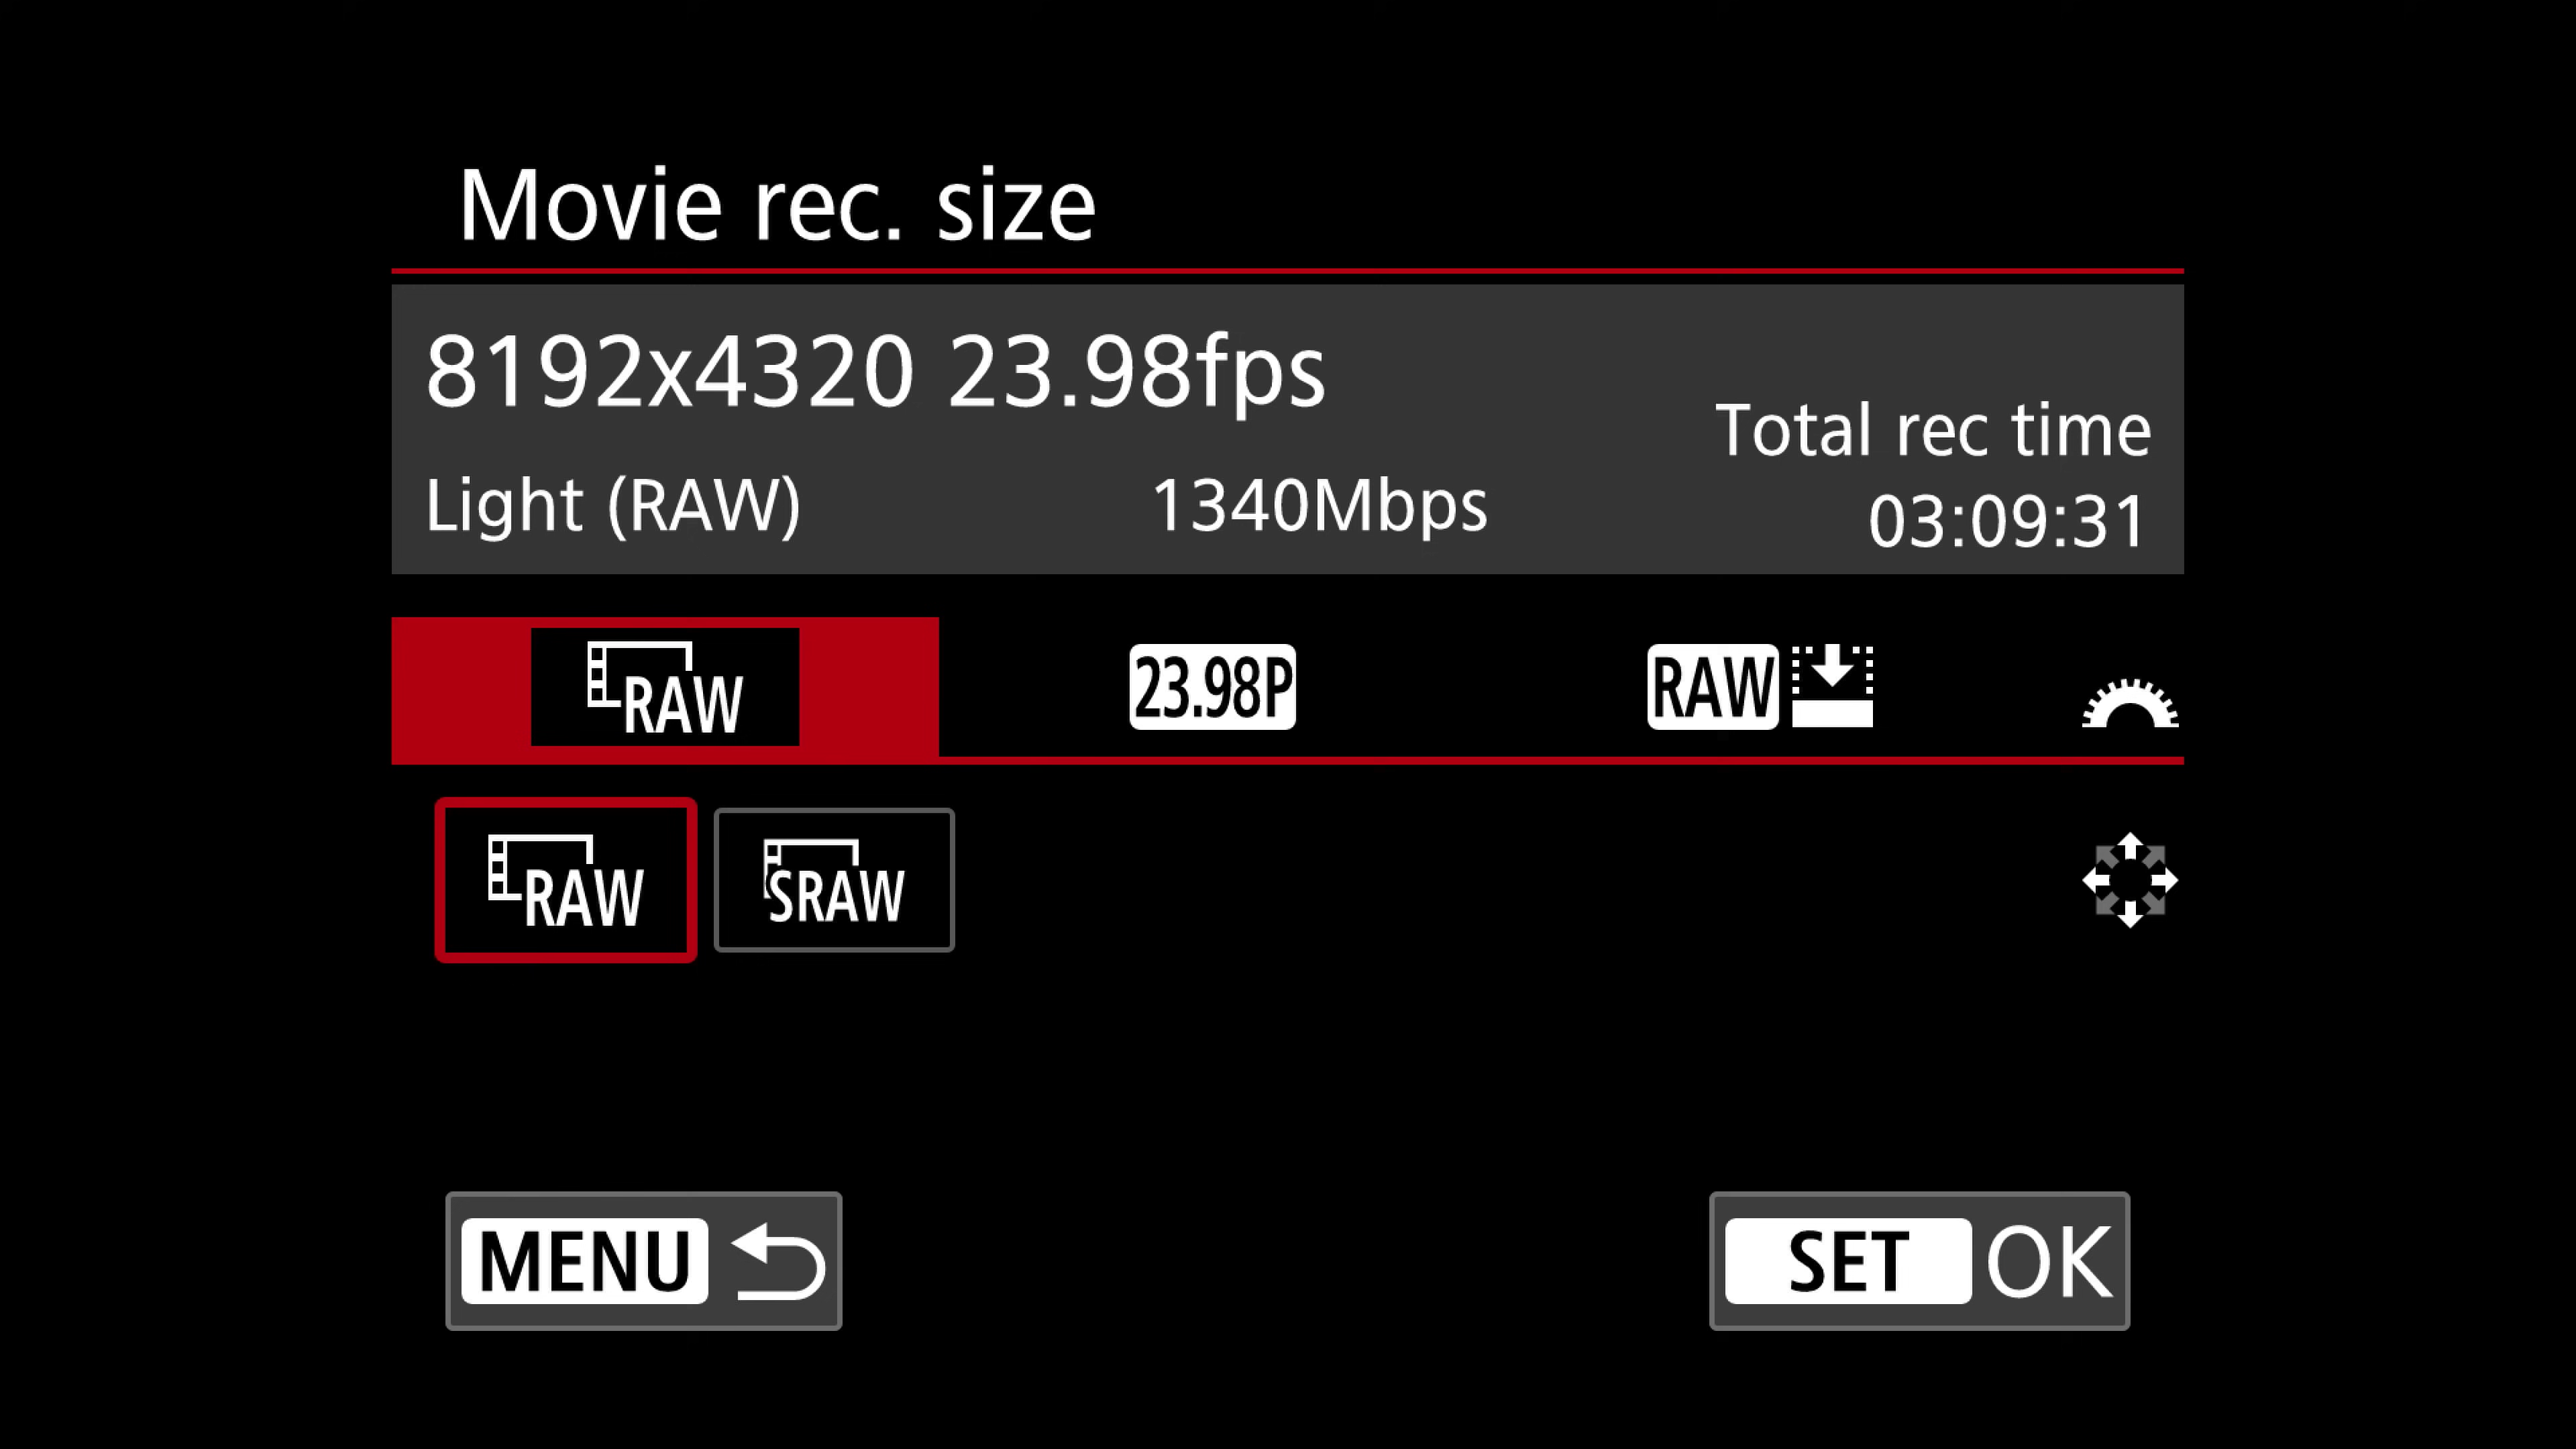 Movie rec. size
8192x4320 23.98fps
Total rec time
Light (RAW) 1340Mbps 03:09:31
RAW 23.98P RAW
RAW SRAW
MENU SET OK